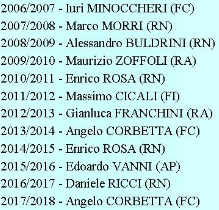 2006/2007 - Iuri MINOCCHERI (FC)
2007/2008 - Marco MORRI (RN)
2008/2009 - Alessandro BULDRINI (RN)
2009/2010 - Maurizio ZOFFOLI (RA)
2010/2011 - Enrico ROSA (RN)
2011/2012 - Massimo CICALI (FI)
2012/2013 - Gianluca FRANCHINI (RA)
2013/2014 - Angelo CORBETTA (FC)
2014/2015 - Enrico ROSA (RN)
2015/2016 - Edoardo VANNI (AP)
2016/2017 - Daniele RICCI (RN)
2017/2018 - Angelo CORBETTA (FC)